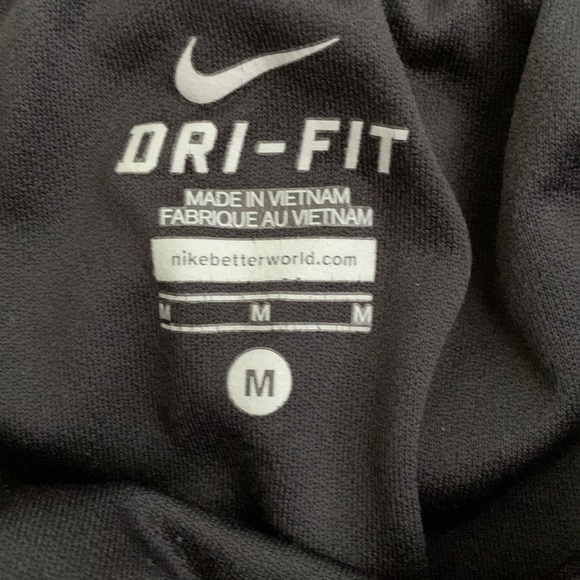 DRI-FIT
MADE IN VIETNAM
FABRIQUE AU VIETNAM
nikebetterworld.com
M M M
M